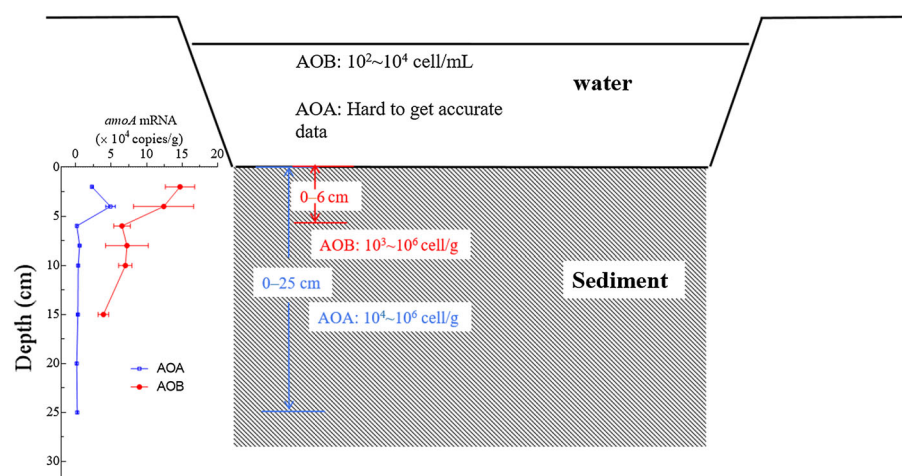 AOB: 10²~10⁴ cell/mL
water
AOA: Hard to get accurate
data
amoA mRNA
(× 10⁴ copies/g)
0 5 10 15 20
0
5
10
15
20
25
30
Depth (cm)
AOA
AOB
0–6 cm
AOB: 10³~10⁶ cell/g
0–25 cm
Sediment
AOA: 10⁴~10⁶ cell/g